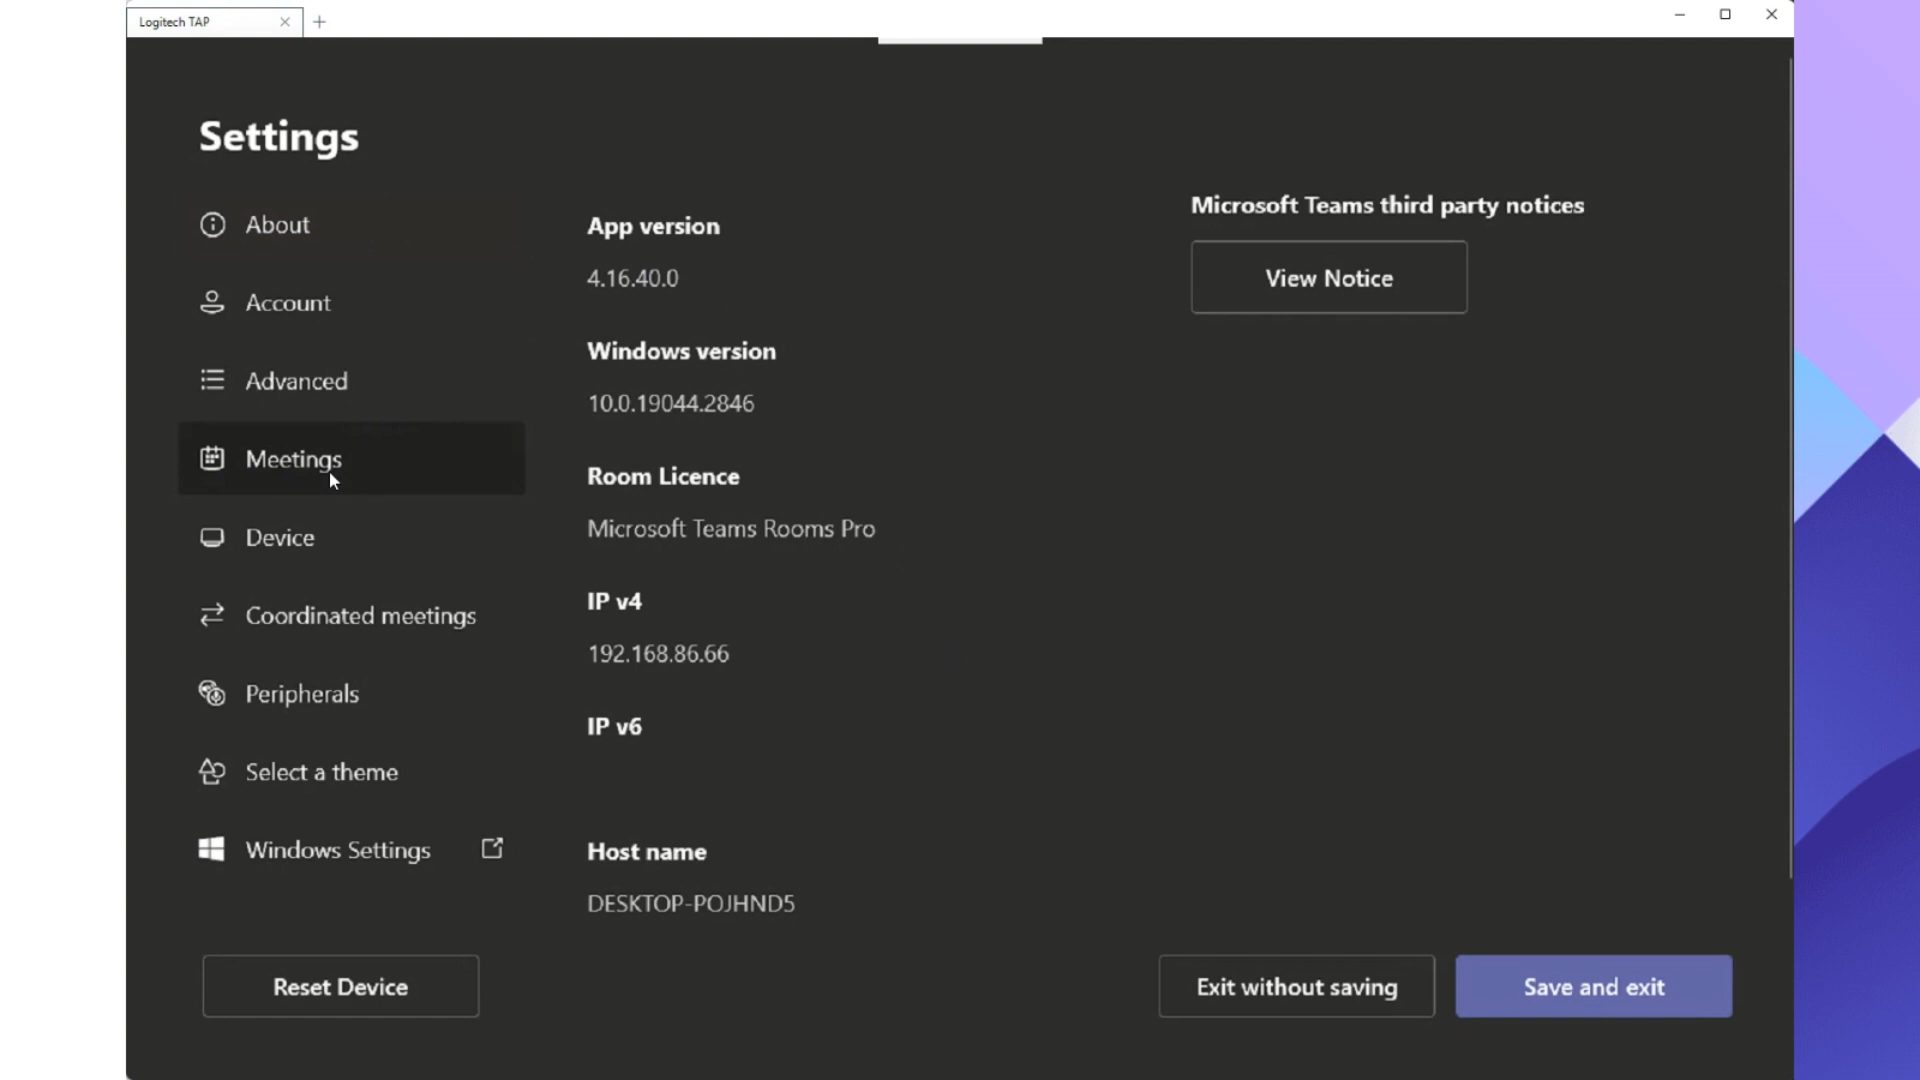 Logitech TAP
Settings
About
Account
Advanced
Meetings
Device
Coordinated meetings
Peripherals
Select a theme
Windows Settings
Reset Device
App version
4.16.40.0
Windows version
10.0.19044.2846
Room Licence
Microsoft Teams Rooms Pro
IP v4
192.168.86.66
IP v6
Host name
DESKTOP-POJHND5
Microsoft Teams third party notices
View Notice
Exit without saving
Save and exit